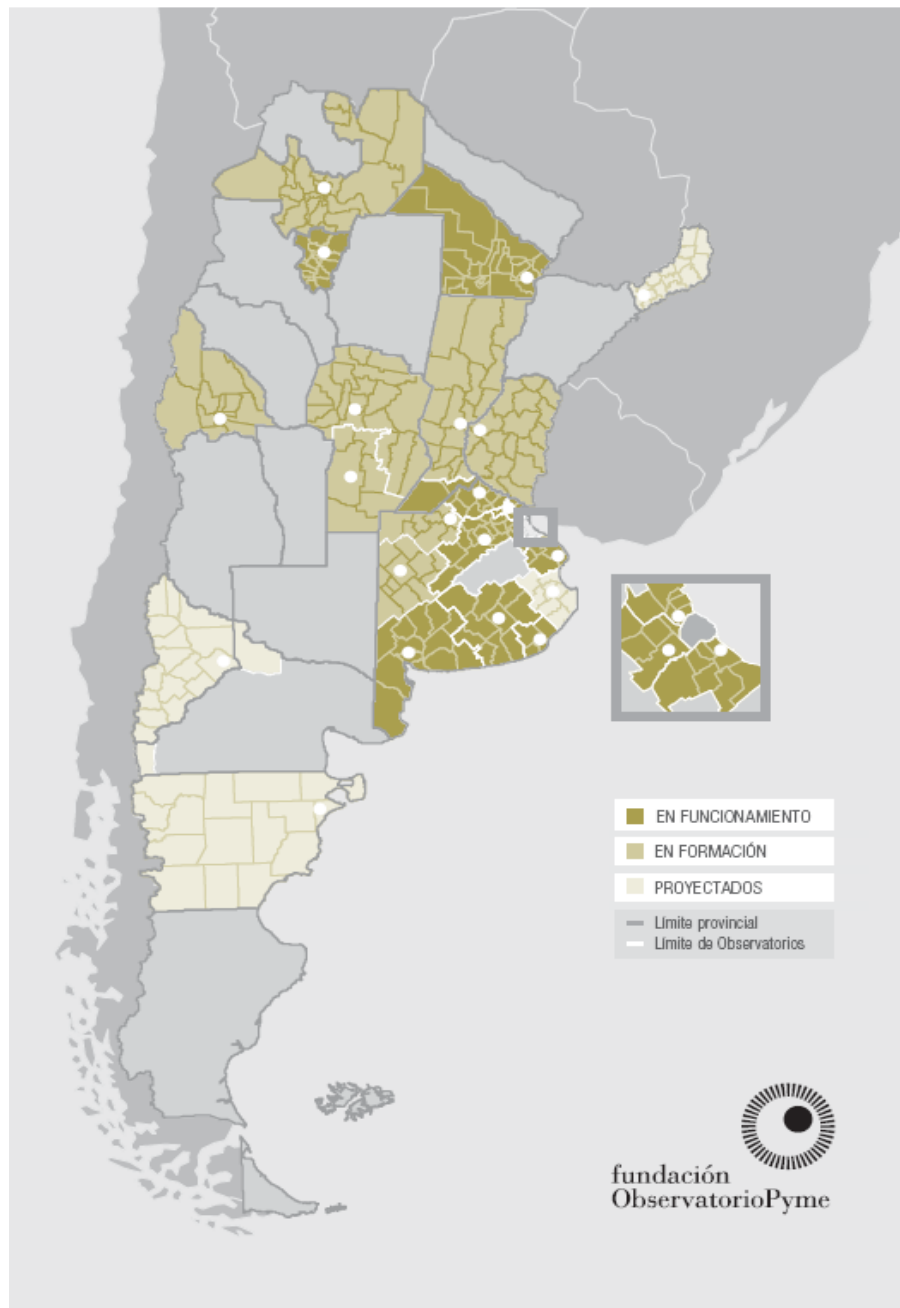 EN FUNCIONAMIENTO
EN FORMACIÓN
PROYECTADOS
Límite provincial
Límite de Observatorios
fundación
ObservatorioPyme